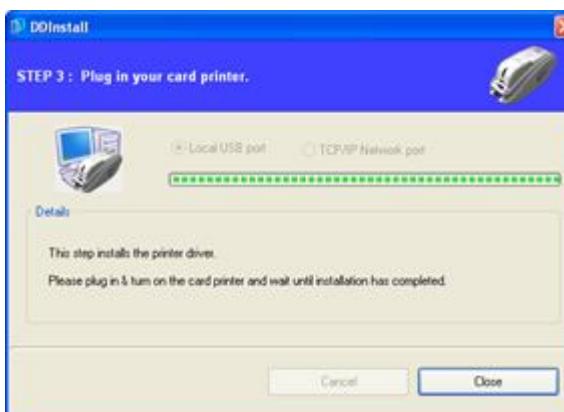 DDInstall
STEP 3 : Plug in your card printer.
Local USB port TCP/IP Network port
Details
This step installs the printer driver.
Please plug in & turn on the card printer and wait until installation has completed.
Cancel Close